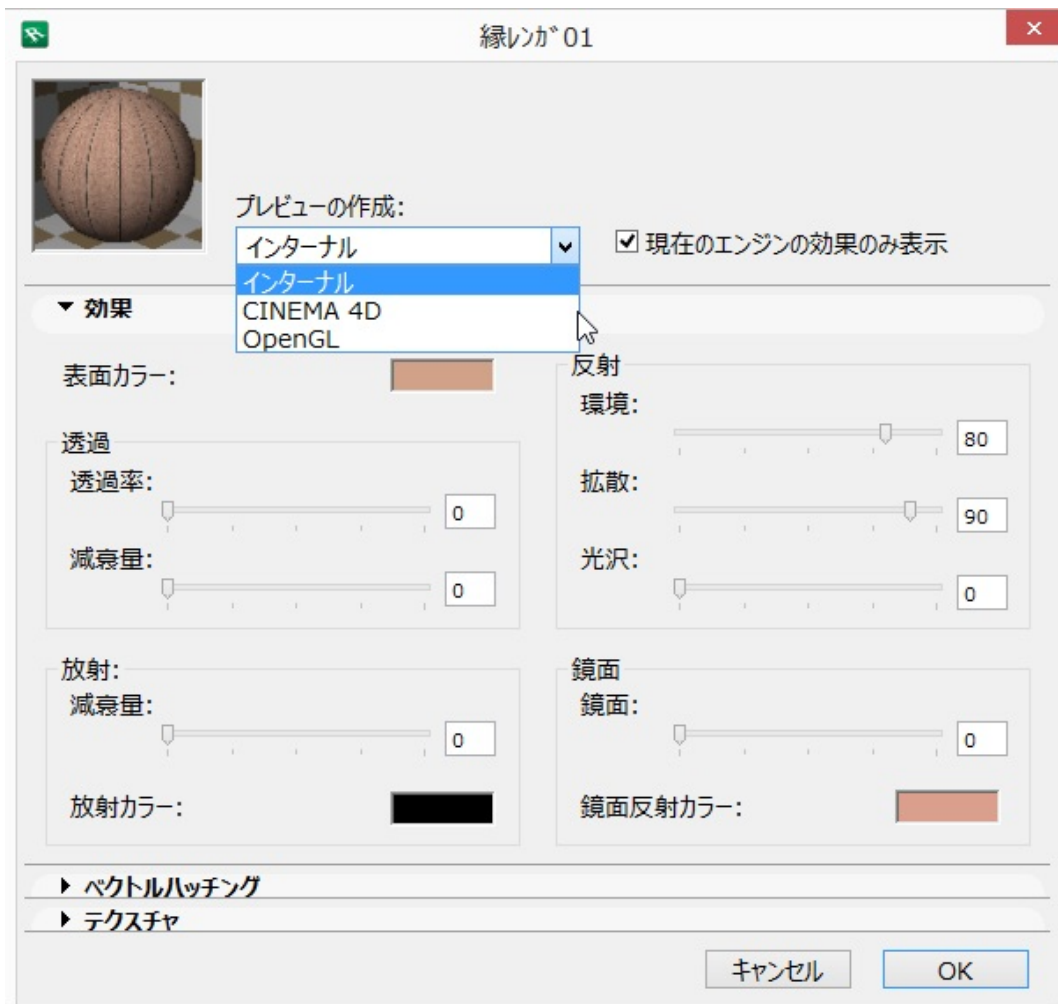 縁ﾚﾝｶﾞ01
プレビューの作成:
インターナル
現在のエンジンの効果のみ表示
インターナル
CINEMA 4D
OpenGL
効果
表面カラー:
透過
透過率:
0
減衰量:
0
反射
環境:
80
拡散:
90
光沢:
0
放射:
減衰量:
0
放射カラー:
鏡面
鏡面:
0
鏡面反射カラー:
ベクトルハッチング
テクスチャ
キャンセル
OK